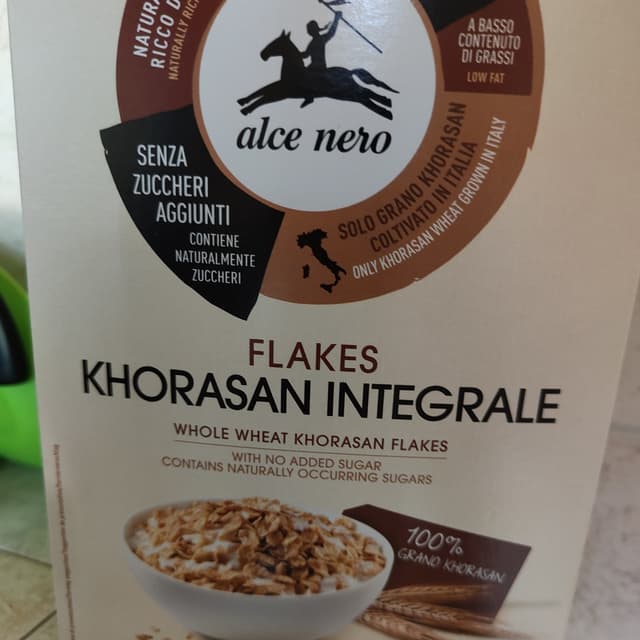 NATURALLY RIC
A BASSO
CONTENUTO
DI GRASSI
LOW FAT
alce nero
SENZA
ZUCCHERI
AGGIUNTI
CONTIENE
NATURALMENTE
ZUCCHERI
SOLO GRANO KHORASAN
COLTIVATO IN ITALIA
ONLY KHORASAN WHEAT GROWN IN ITALY
FLAKES
KHORASAN INTEGRALE
WHOLE WHEAT KHORASAN FLAKES
WITH NO ADDED SUGAR
CONTAINS NATURALLY OCCURRING SUGARS
100%
GRANO KHORASAN